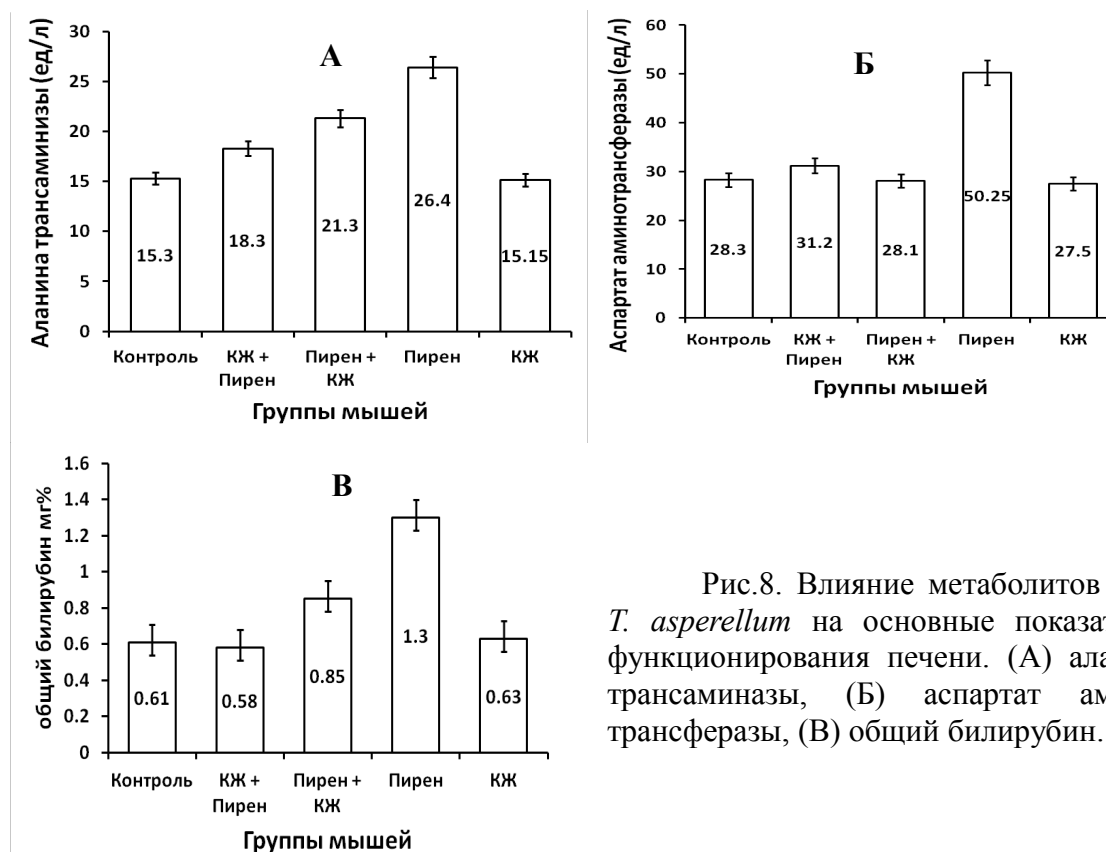 Аланина трансаминизы (ед/л)
А
30
25
20
15
10
5
0
15.3
18.3
21.3
26.4
15.15
Контроль
КЖ +
Пирен
Пирен +
КЖ
Пирен
КЖ
Группы мышей
Аспартат аминотрансферазы (ед/л)
Б
60
50
40
30
20
10
0
28.3
31.2
28.1
50.25
27.5
Контроль
КЖ +
Пирен
Пирен +
КЖ
Пирен
КЖ
Группы мышей
общий билирубин мг%
В
1.6
1.4
1.2
1
0.8
0.6
0.4
0.2
0
0.61
0.58
0.85
1.3
0.63
Контроль
КЖ +
Пирен
Пирен +
КЖ
Пирен
КЖ
Группы мышей
Рис.8. Влияние метаболитов
T. asperellum на основные показат
функционирования печени. (А) ала
трансаминазы, (Б) аспартат ам
трансферазы, (В) общий билирубин.